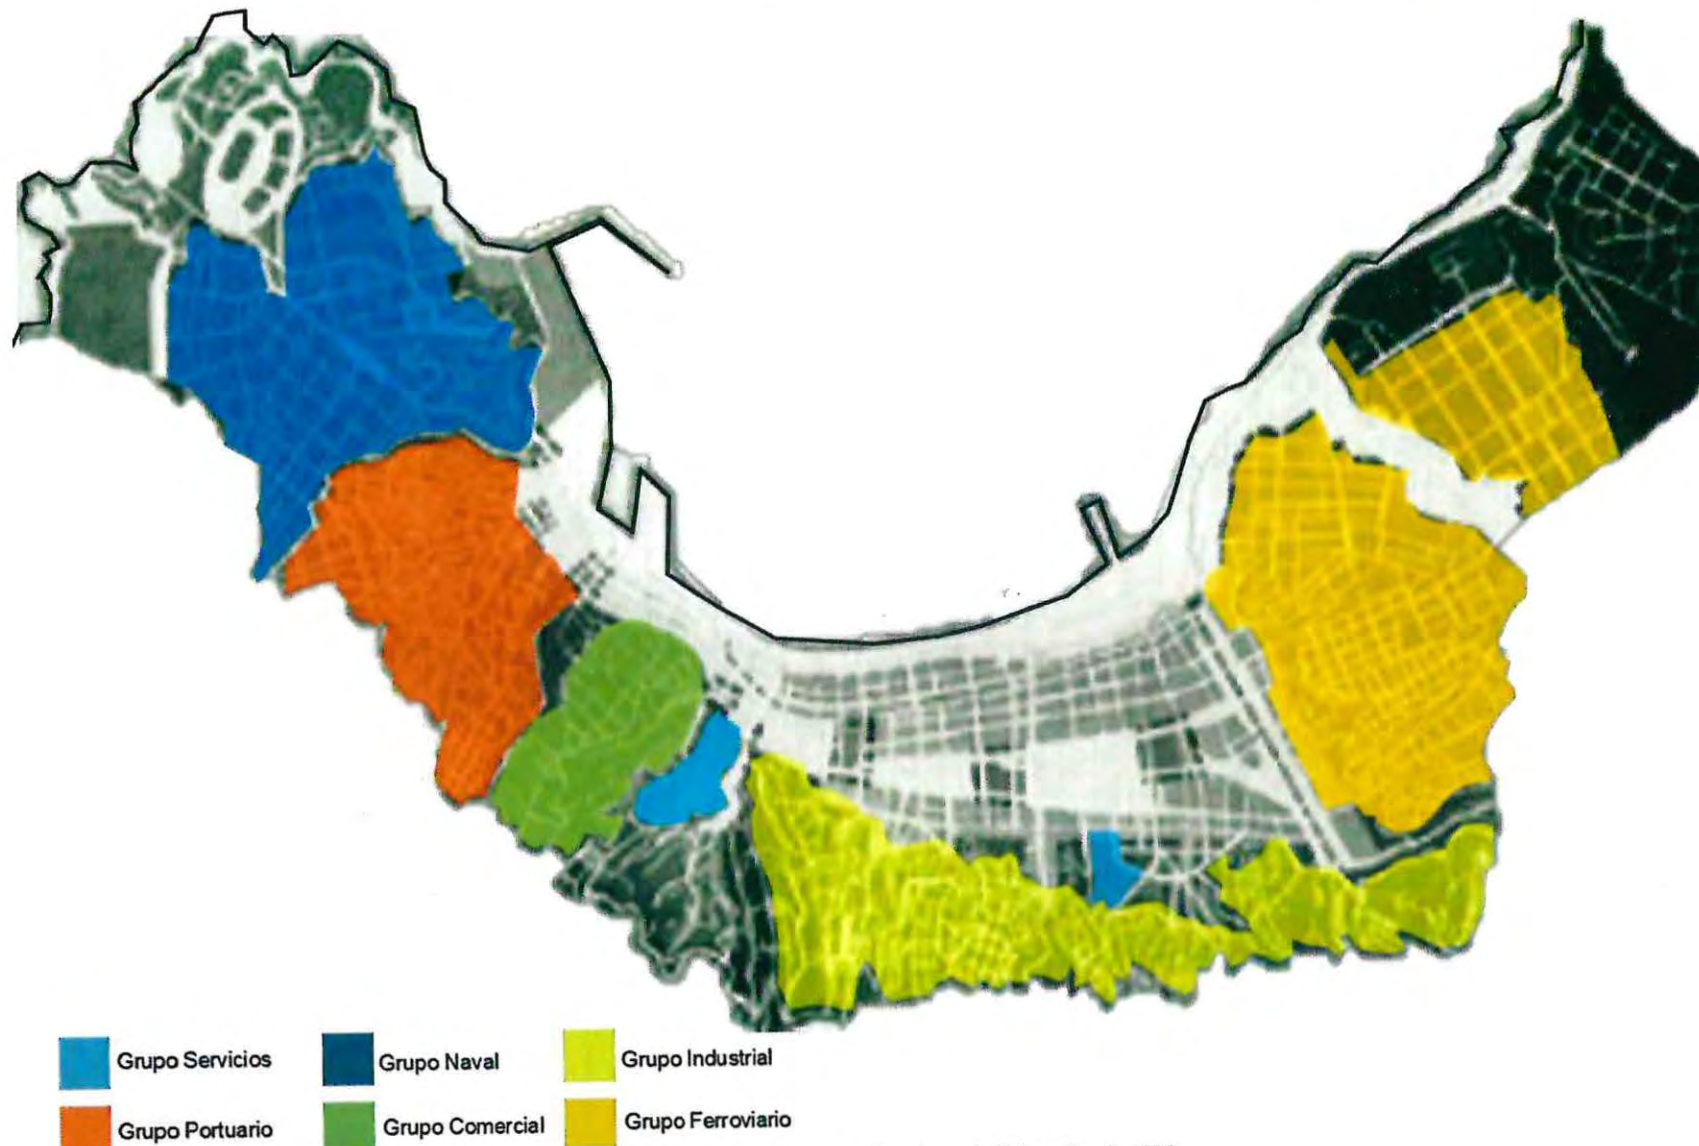 Grupo Servicios
Grupo Naval
Grupo Industrial
Grupo Portuario
Grupo Comercial
Grupo Ferroviario